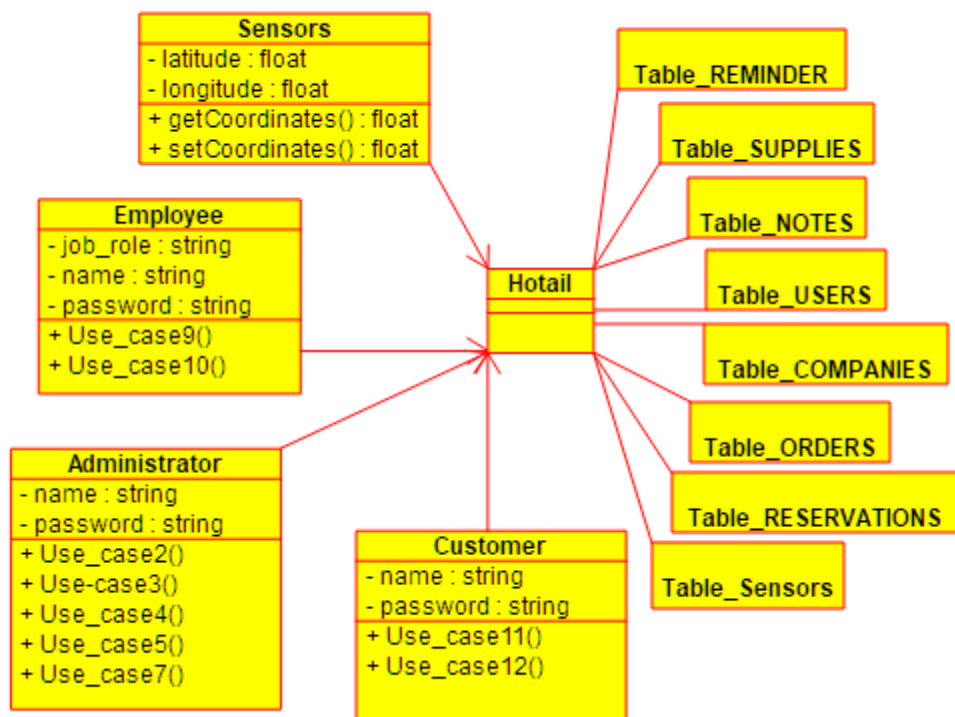 Sensors
- latitude : float
- longitude : float
+ getCoordinates() : float
+ setCoordinates() : float
Employee
- job_role : string
- name : string
- password : string
+ Use_case9()
+ Use_case10()
Administrator
- name : string
- password : string
+ Use_case2()
+ Use-case3()
+ Use_case4()
+ Use_case5()
+ Use_case7()
Customer
- name : string
- password : string
+ Use_case11()
+ Use_case12()
Hotail
Table_REMINDER
Table_SUPPLIES
Table_NOTES
Table_USERS
Table_COMPANIES
Table_ORDERS
Table_RESERVATIONS
Table_Sensors